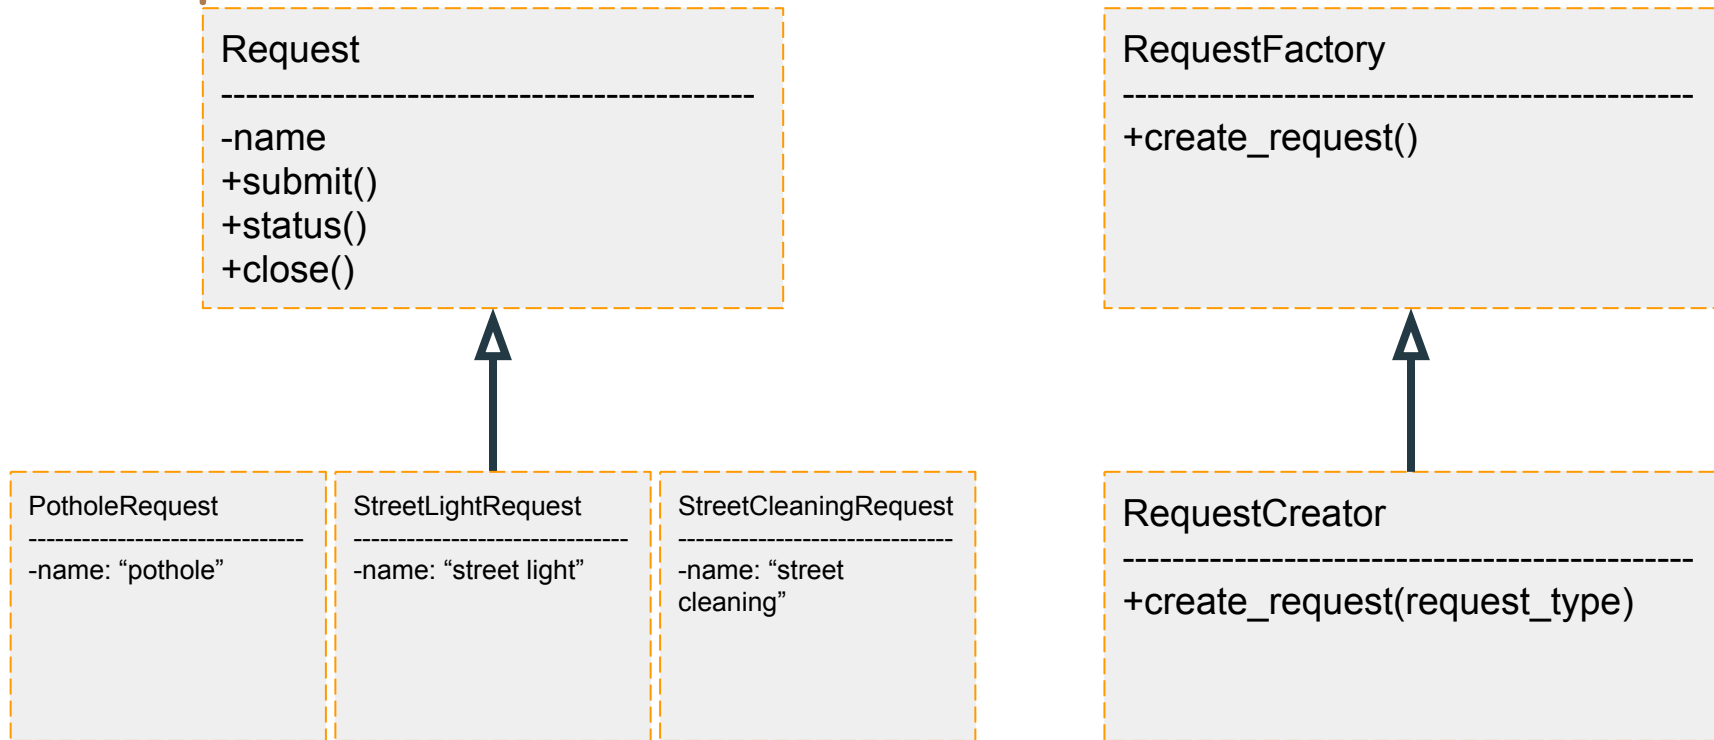 Request
-------------------------------------------
-name
+submit()
+status()
+close()
RequestFactory
----------------------------------------------
+create_request()
PotholeRequest
-------------------------------
-name: “pothole”
StreetLightRequest
-------------------------------
-name: “street light”
StreetCleaningRequest
-------------------------------
-name: “street
cleaning”
RequestCreator
----------------------------------------------
+create_request(request_type)